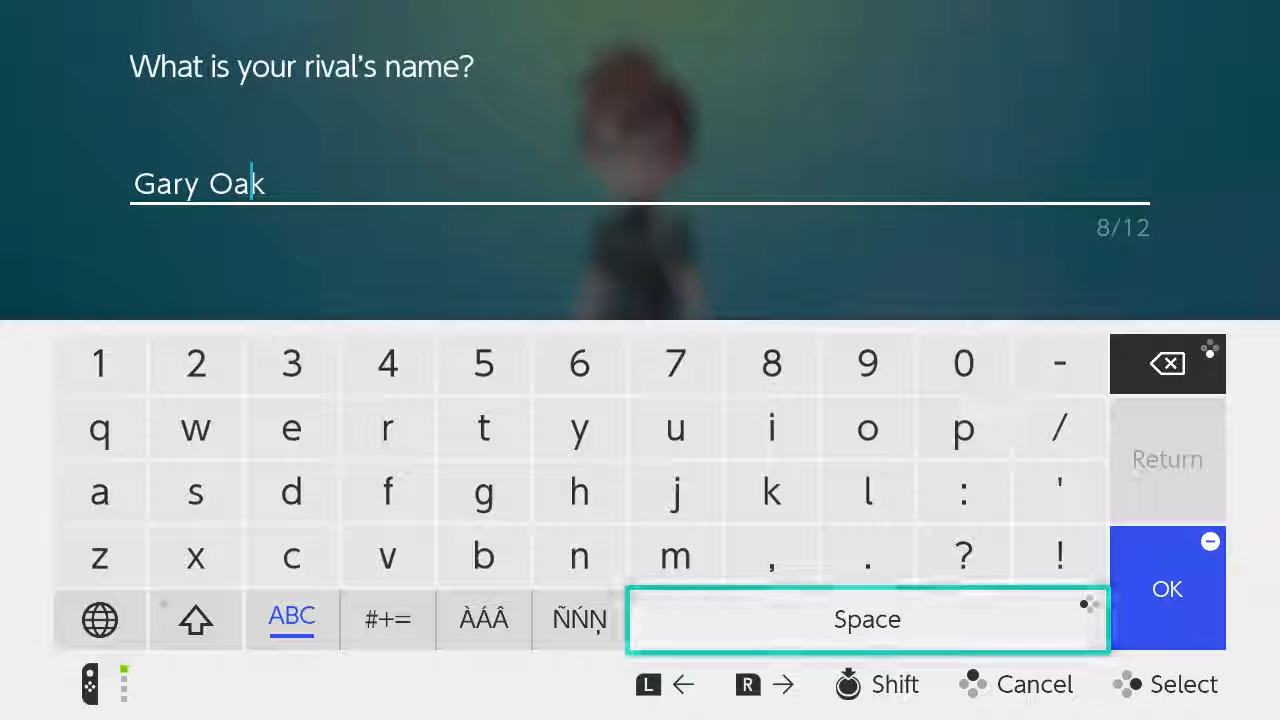 What is your rival's name?
Gary Oak
8/12
1 2 3 4 5 6 7 8 9 0 -
q w e r t y u i o p /
Return
a s d f g h j k l : '
z x c v b n m , . ? !
OK
ABC #+= ÀÁÂ ÑŃŅ Space
L ← R → Shift Cancel Select